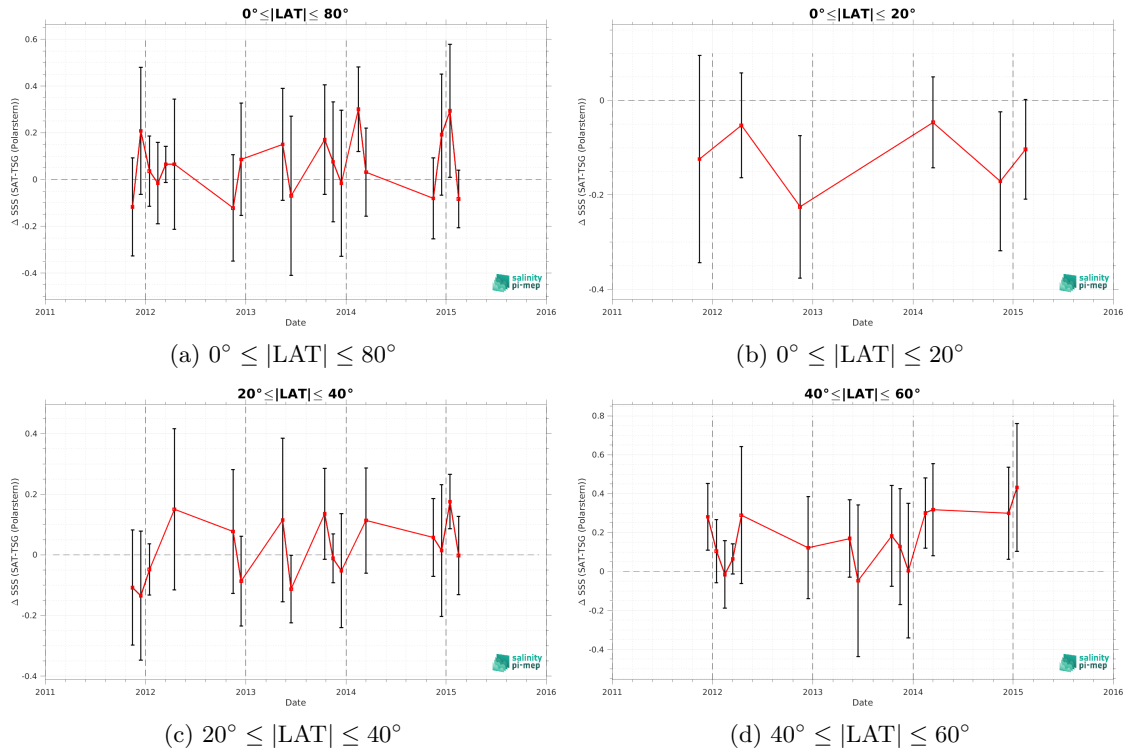 0°≤|LAT|≤ 80°
Δ SSS (SAT-TSG (Polarstern))
0.6
0.4
0.2
0
-0.2
-0.4
2011
2012
2013
2014
2015
2016
Date
salinity
pi-mep
(a) 0° ≤ |LAT| ≤ 80°
0°≤|LAT|≤ 20°
Δ SSS (SAT-TSG (Polarstern))
0
-0.2
-0.4
2011
2012
2013
2014
2015
2016
Date
salinity
pi-mep
(b) 0° ≤ |LAT| ≤ 20°
20°≤|LAT|≤ 40°
Δ SSS (SAT-TSG (Polarstern))
0.4
0.2
0
-0.2
-0.4
2011
2012
2013
2014
2015
2016
Date
salinity
pi-mep
(c) 20° ≤ |LAT| ≤ 40°
40°≤|LAT|≤ 60°
Δ SSS (SAT-TSG (Polarstern))
0.8
0.6
0.4
0.2
0
-0.2
-0.4
2011
2012
2013
2014
2015
2016
Date
salinity
pi-mep
(d) 40° ≤ |LAT| ≤ 60°